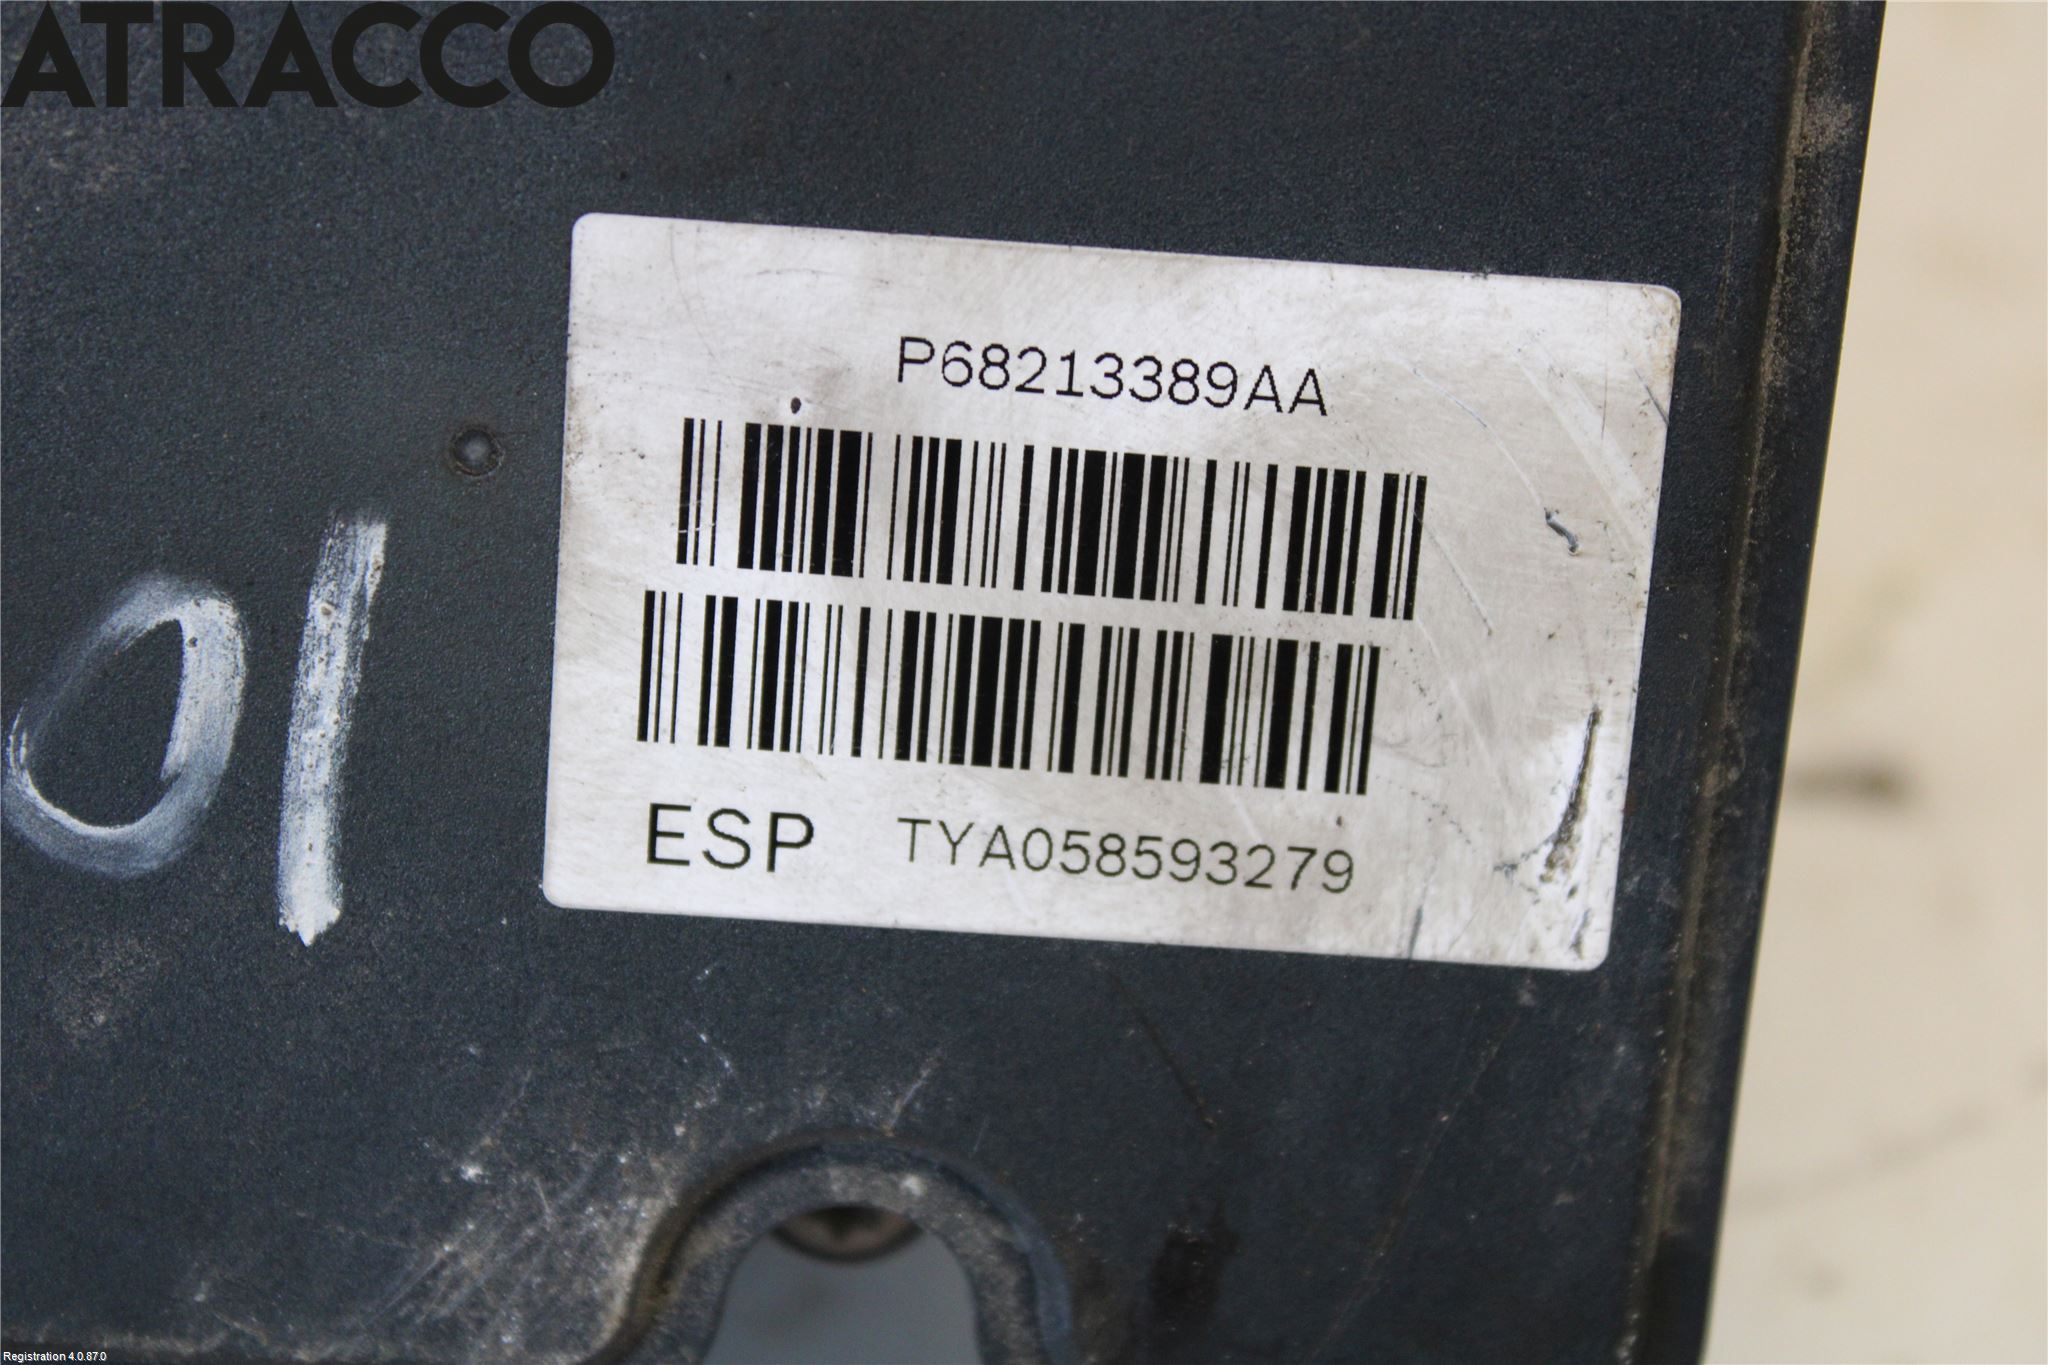 ATRACCO
P68213389AA
01
ESP TYA058593279
Registration 4.0.87.0